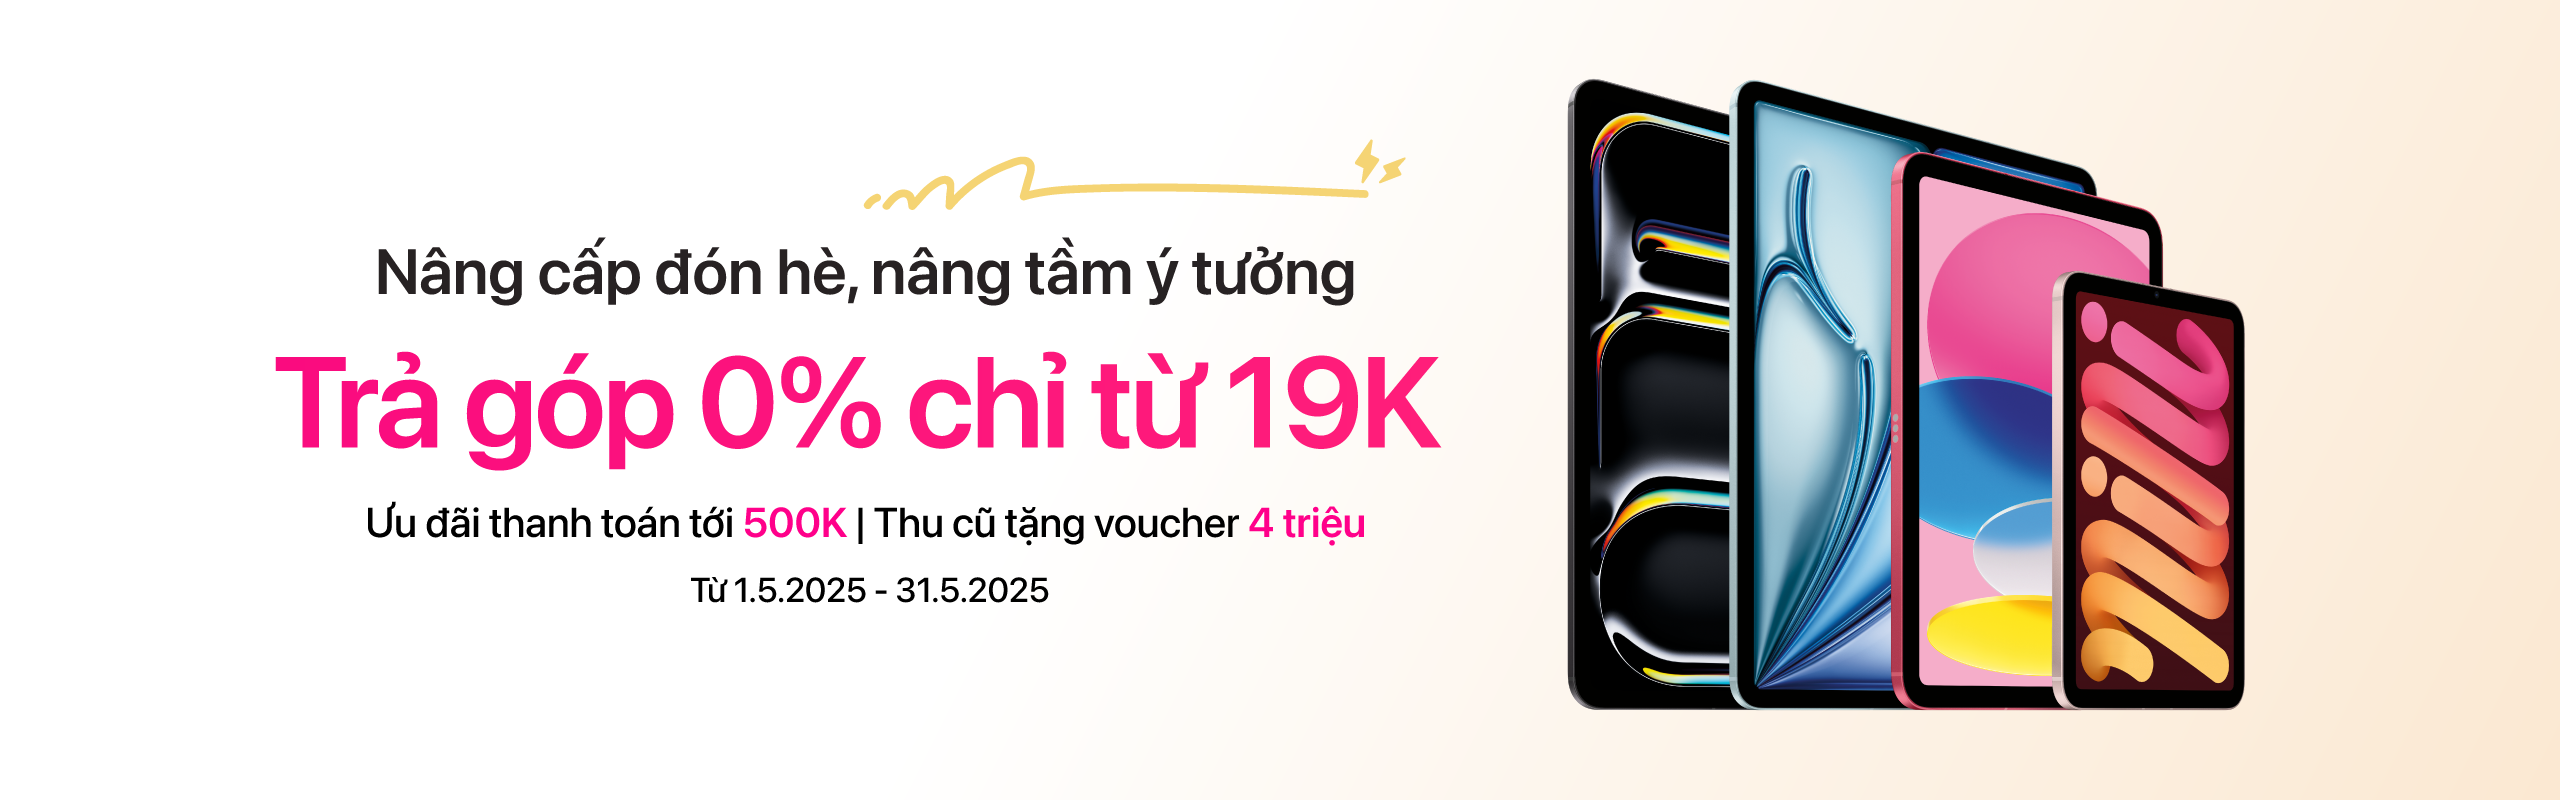 Nâng cấp đón hè, nâng tầm ý tưởng
Trả góp 0% chỉ từ 19K
Ưu đãi thanh toán tới 500K | Thu cũ tặng voucher 4 triệu
Từ 1.5.2025 - 31.5.2025
mini